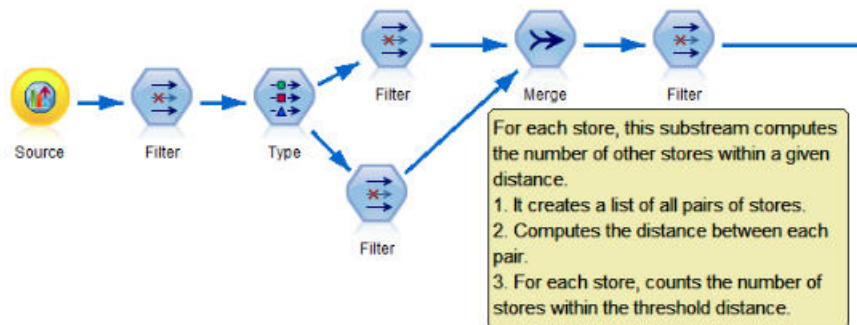 Filter
Merge
Filter
Source
Filter
Type
Filter
For each store, this substream computes
the number of other stores within a given
distance.
1. It creates a list of all pairs of stores.
2. Computes the distance between each
pair.
3. For each store, counts the number of
stores within the threshold distance.